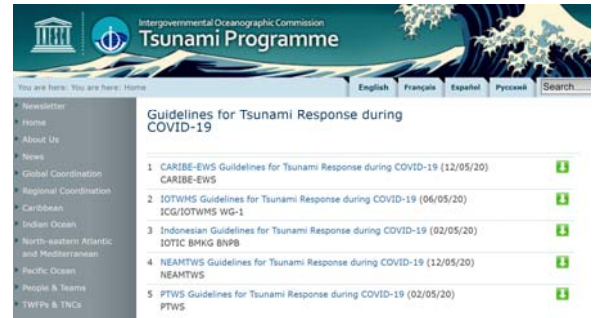 Intergovernmental Oceanographic Commission
Tsunami Programme
You are here: You are here: Home
English
Français
Español
Русский
Search...
Newsletter
Home
About Us
News
Global Coordination
Regional Coordination
Caribbean
Indian Ocean
North-eastern Atlantic
and Mediterranean
Pacific Ocean
People & Teams
TWFPs & TNCs
Guidelines for Tsunami Response during
COVID-19
1 CARIBE-EWS Guildelines for Tsunami Response during COVID-19 (12/05/20)
CARIBE-EWS
2 IOTWMS Guidelines for Tsunami Response during COVID-19 (06/05/20)
ICG/IOTWMS WG-1
3 Indonesian Guidelines for Tsunami Response during COVID-19 (02/05/20)
IOTIC BMKG BNPB
4 NEAMTWS Guidelines for Tsunami Response during COVID-19 (12/05/20)
NEAMTWS
5 PTWS Guidelines for Tsunami Response during COVID-19 (02/05/20)
PTWS